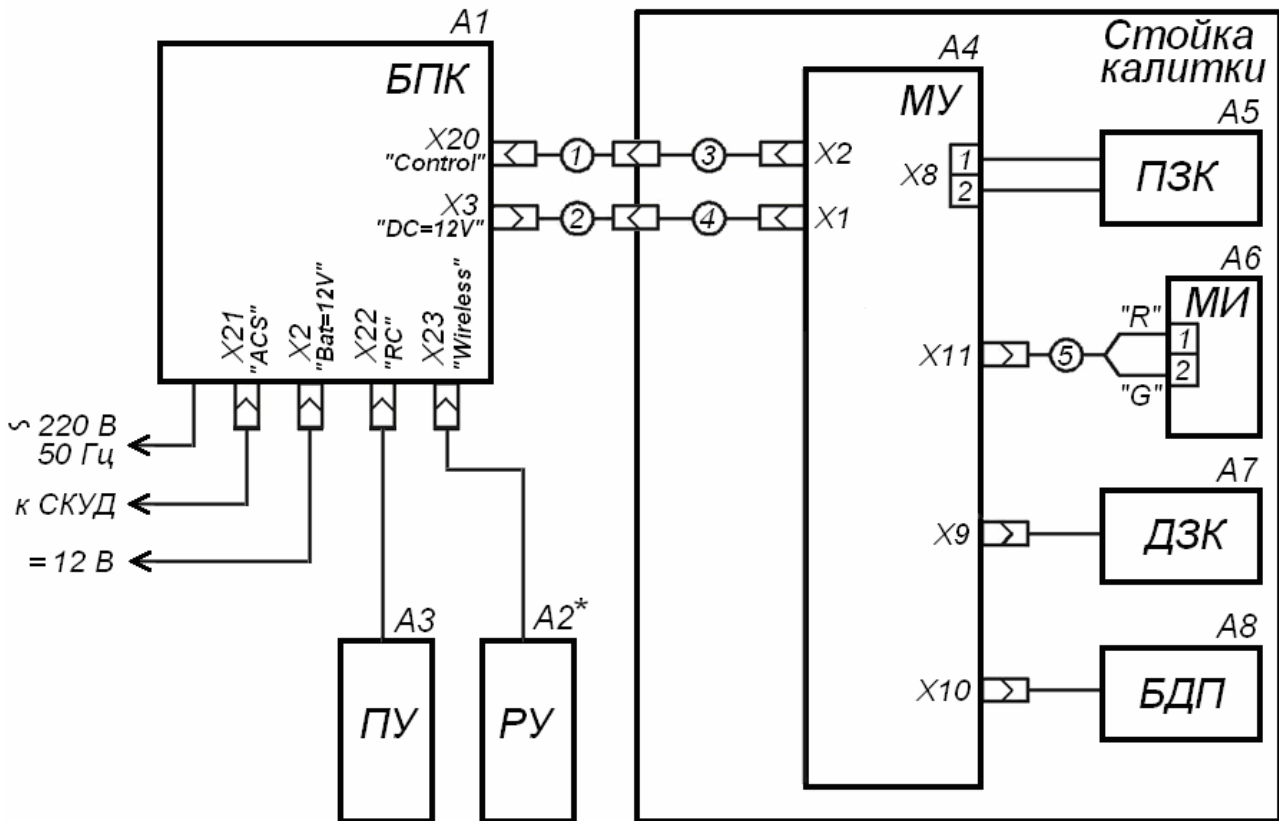 A1
БПК
X20
"Control"
1
3
X2
X3
"DC=12V"
2
4
X1
X21
"ACS"
X2
"Bat=12V"
X22
"RC"
X23
"Wireless"
~ 220 В
50 Гц
к СКУД
= 12 В
A3
ПУ
A2*
РУ
Стойка
калитки
A4
МУ
X8
1
2
A5
ПЗК
A6
МИ
X11
5
"R"
1
2
"G"
A7
X9
ДЗК
A8
X10
БДП